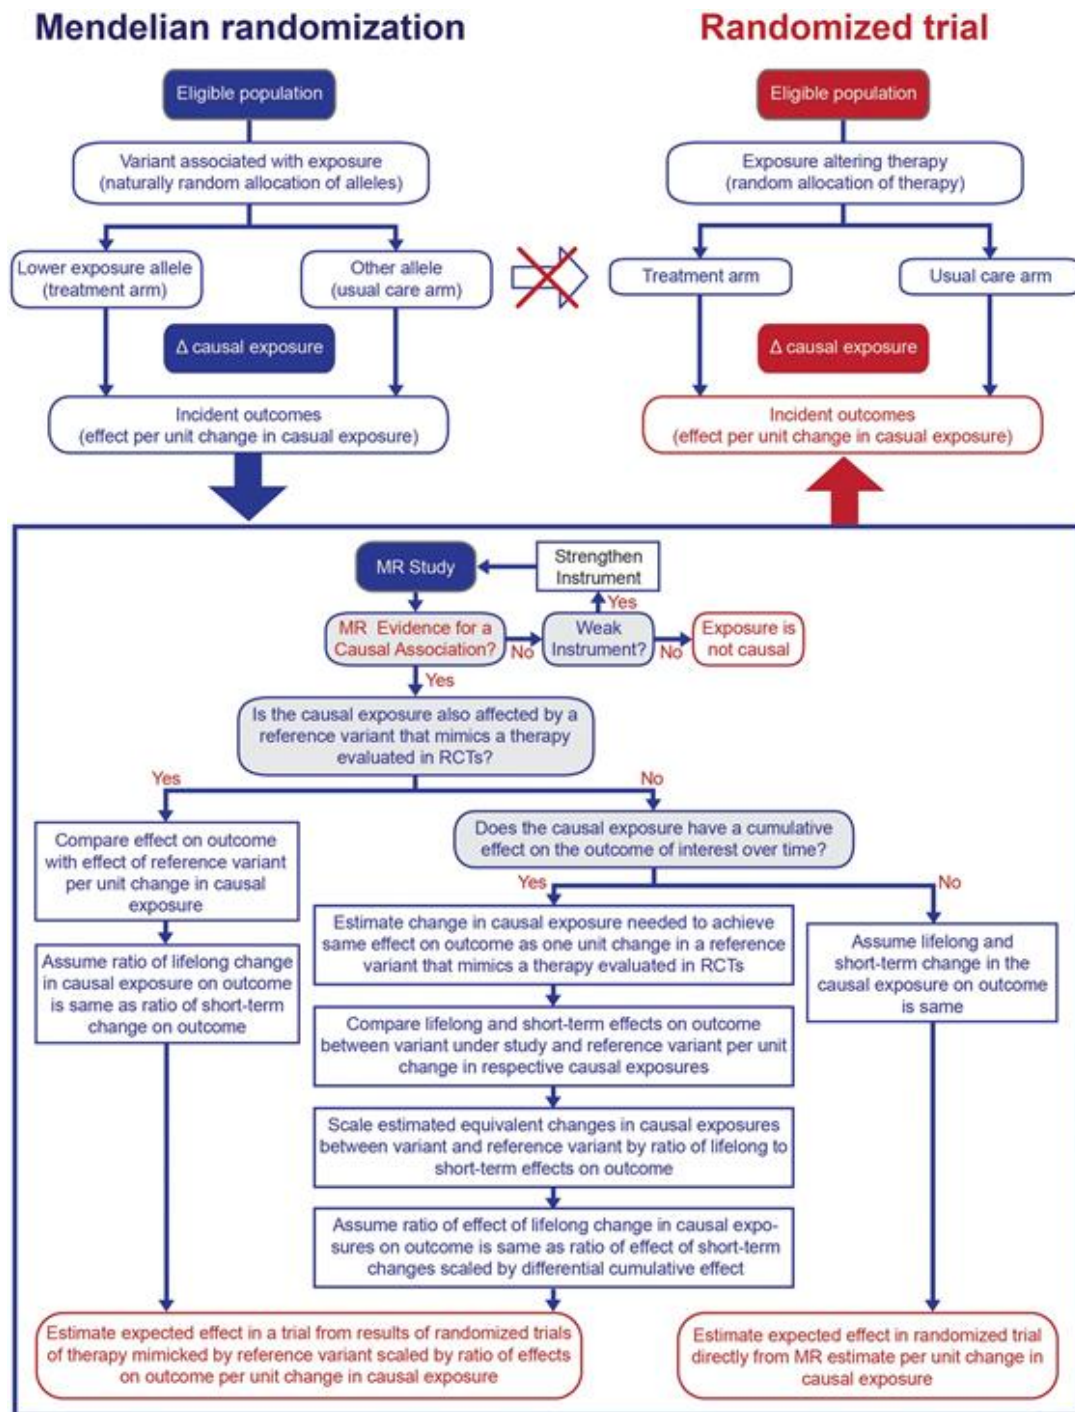 Mendelian randomization
Randomized trial
Eligible population
Variant associated with exposure
(naturally random allocation of alleles)
Lower exposure allele
(treatment arm)
Other allele
(usual care arm)
Δ causal exposure
Incident outcomes
(effect per unit change in casual exposure)
Eligible population
Exposure altering therapy
(random allocation of therapy)
Treatment arm
Usual care arm
Δ causal exposure
Incident outcomes
(effect per unit change in casual exposure)
MR Study
Strengthen
Instrument
Yes
MR Evidence for a
Causal Association?
No
Weak
Instrument?
No
Exposure is
not causal
Yes
Is the causal exposure also affected by a
reference variant that mimics a therapy
evaluated in RCTs?
Yes
No
Compare effect on outcome
with effect of reference variant
per unit change in causal
exposure
Assume ratio of lifelong change
in causal exposure on outcome
is same as ratio of short-term
change on outcome
Does the causal exposure have a cumulative
effect on the outcome of interest over time?
Yes
No
Estimate change in causal exposure needed to achieve
same effect on outcome as one unit change in a reference
variant that mimics a therapy evaluated in RCTs
Compare lifelong and short-term effects on outcome
between variant under study and reference variant per unit
change in respective causal exposures
Scale estimated equivalent changes in causal exposures
between variant and reference variant by ratio of lifelong to
short-term effects on outcome
Assume ratio of effect of lifelong change in causal expo-
sures on outcome is same as ratio of effect of short-term
changes scaled by differential cumulative effect
Assume lifelong and
short-term change in the
causal exposure on outcome
is same
Estimate expected effect in a trial from results of randomized trials
of therapy mimicked by reference variant scaled by ratio of effects
on outcome per unit change in causal exposure
Estimate expected effect in randomized trial
directly from MR estimate per unit change in
causal exposure